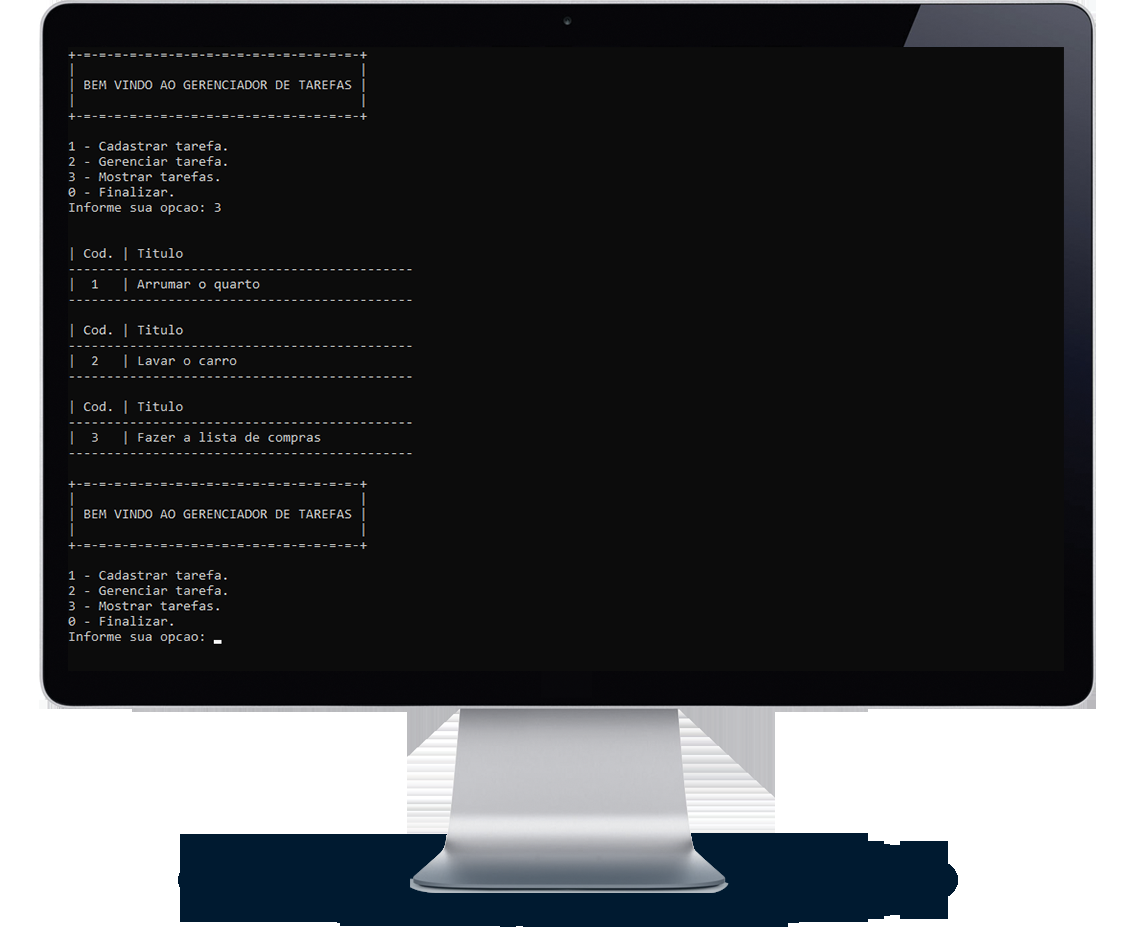 +-=-=-=-=-=-=-=-=-=-=-=-=-=-=-=-=-=-=-+
|                                     |
| BEM VINDO AO GERENCIADOR DE TAREFAS |
|                                     |
+-=-=-=-=-=-=-=-=-=-=-=-=-=-=-=-=-=-=-+
1 - Cadastrar tarefa.
2 - Gerenciar tarefa.
3 - Mostrar tarefas.
0 - Finalizar.
Informe sua opcao: 3
| Cod. | Titulo
---------------------------------------------
|  1   | Arrumar o quarto
---------------------------------------------
| Cod. | Titulo
---------------------------------------------
|  2   | Lavar o carro
---------------------------------------------
| Cod. | Titulo
---------------------------------------------
|  3   | Fazer a lista de compras
---------------------------------------------
+-=-=-=-=-=-=-=-=-=-=-=-=-=-=-=-=-=-=-+
|                                     |
| BEM VINDO AO GERENCIADOR DE TAREFAS |
|                                     |
+-=-=-=-=-=-=-=-=-=-=-=-=-=-=-=-=-=-=-+
1 - Cadastrar tarefa.
2 - Gerenciar tarefa.
3 - Mostrar tarefas.
0 - Finalizar.
Informe sua opcao: _